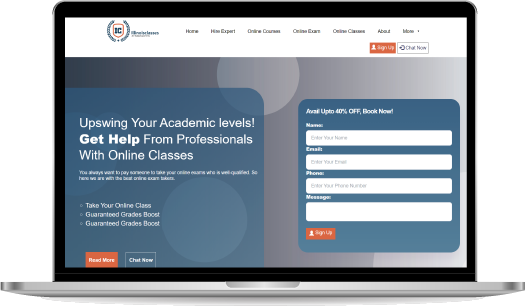 IC
Illinoisclasses
Home
Hire Expert
Online Courses
Online Exam
Online Classes
About
More
Sign Up
Chat Now
Upswing Your Academic levels!
Get Help From Professionals
With Online Classes
You always want to pay someone to take your online exams who is well-qualified. So
here we are with the best online exam takers:
Take Your Online Class
Guaranteed Grades Boost
Guaranteed Grades Boost
Read More
Chat Now
Avail Upto 40% OFF, Book Now!
Name:
Enter Your Name
Email:
Enter Your Email
Phone:
Enter Your Phone Number
Message:
Sign Up